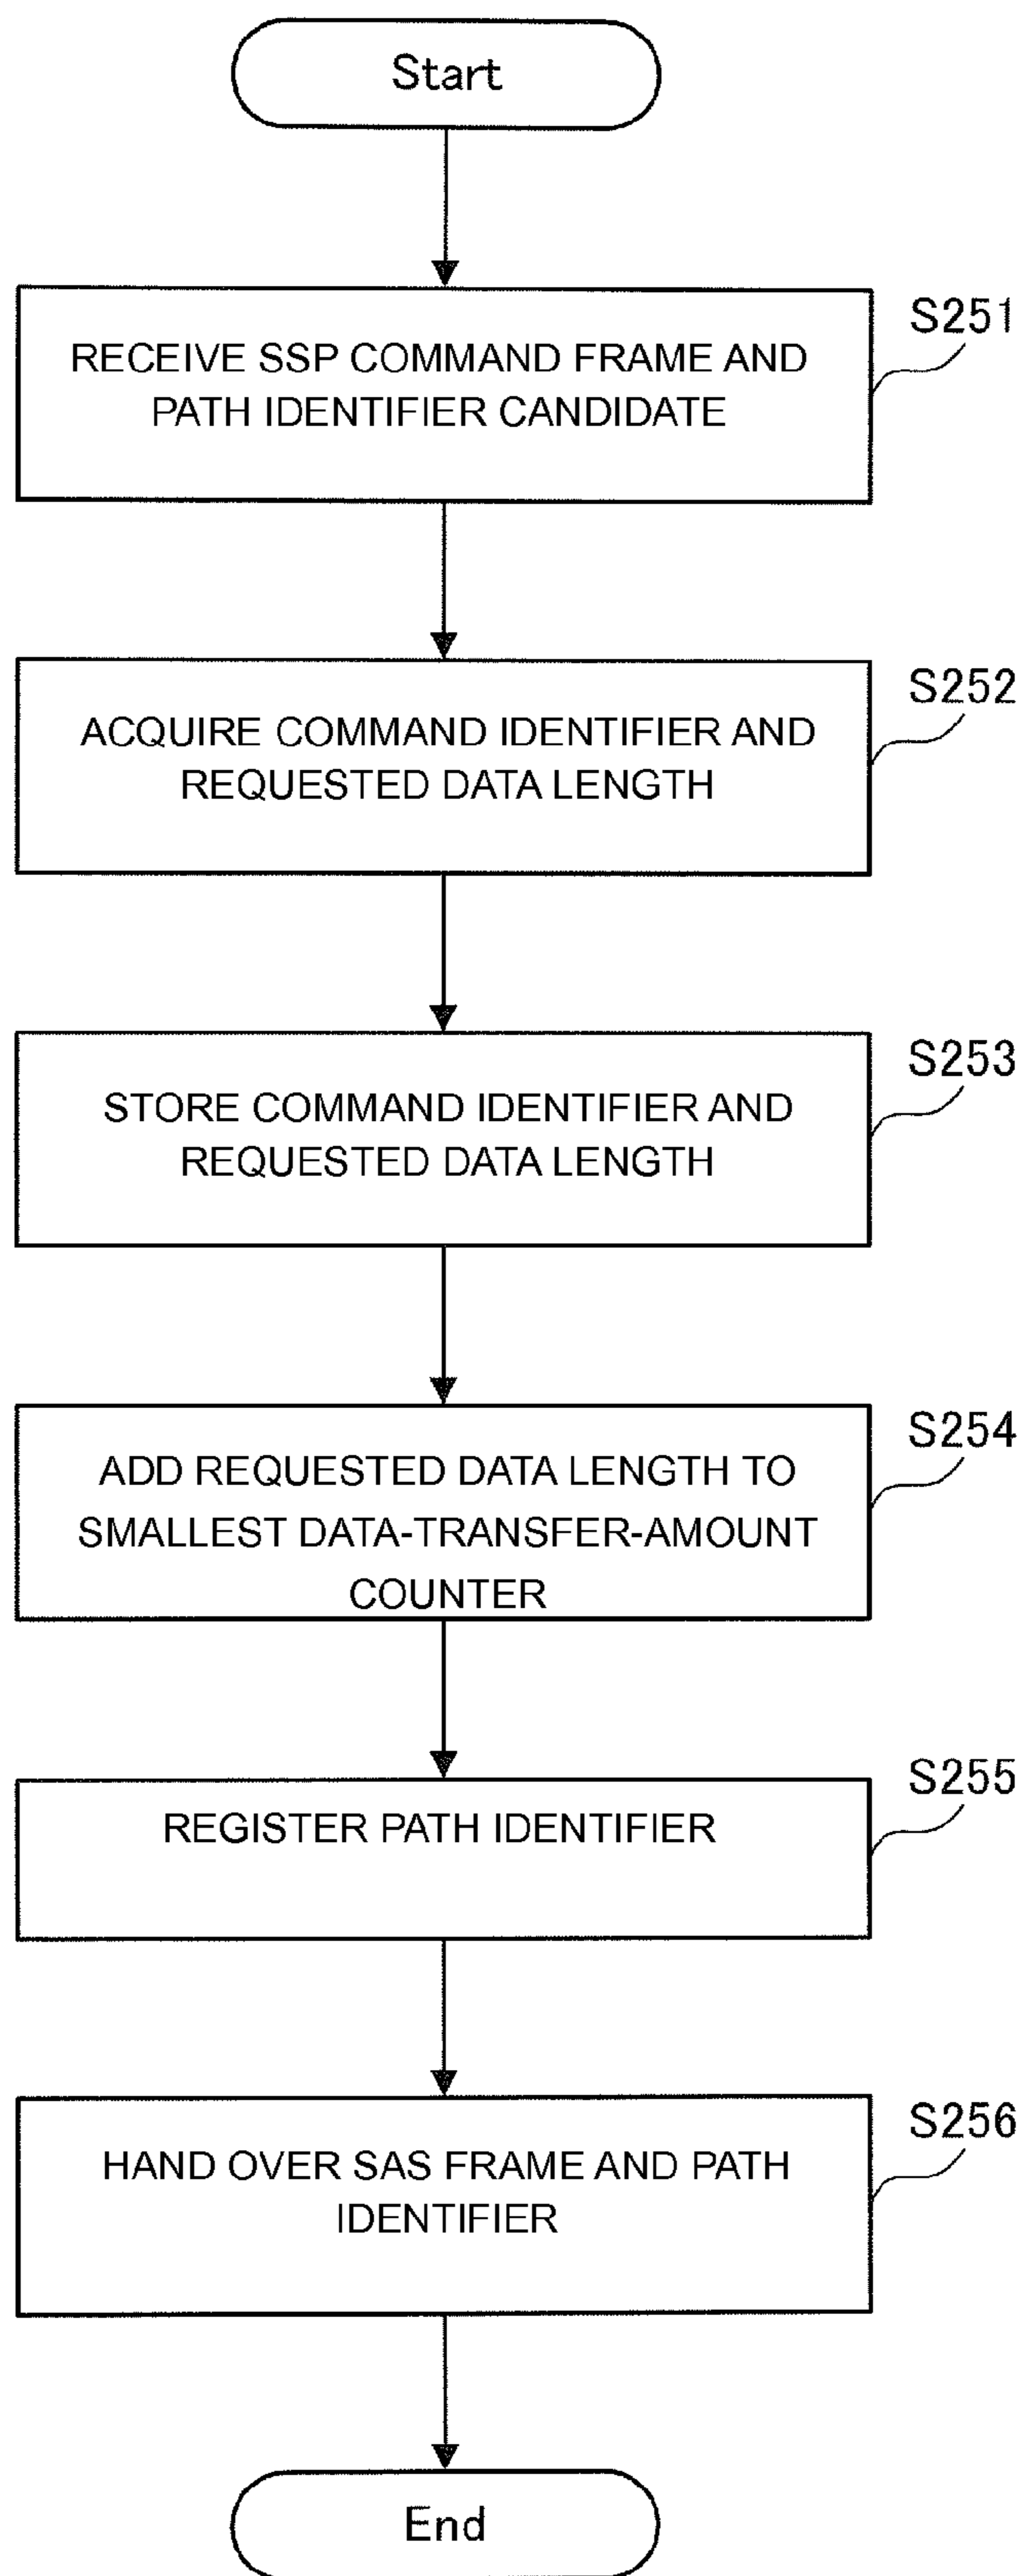 Start
S251
RECEIVE SSP COMMAND FRAME AND
PATH IDENTIFIER CANDIDATE
S252
ACQUIRE COMMAND IDENTIFIER AND
REQUESTED DATA LENGTH
S253
STORE COMMAND IDENTIFIER AND
REQUESTED DATA LENGTH
S254
ADD REQUESTED DATA LENGTH TO
SMALLEST DATA-TRANSFER-AMOUNT
COUNTER
S255
REGISTER PATH IDENTIFIER
S256
HAND OVER SAS FRAME AND PATH
IDENTIFIER
End